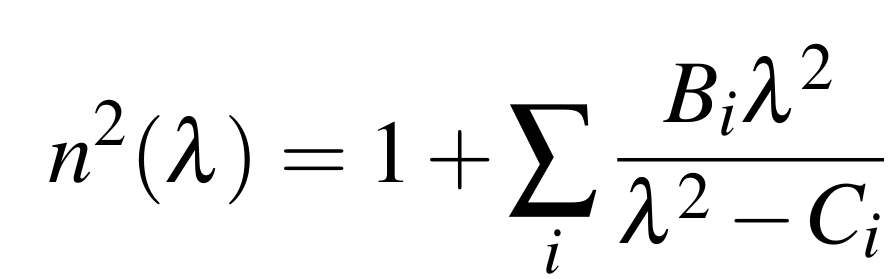 n²(λ) = 1 + ∑ᵢ Bᵢλ² / (λ² − Cᵢ)